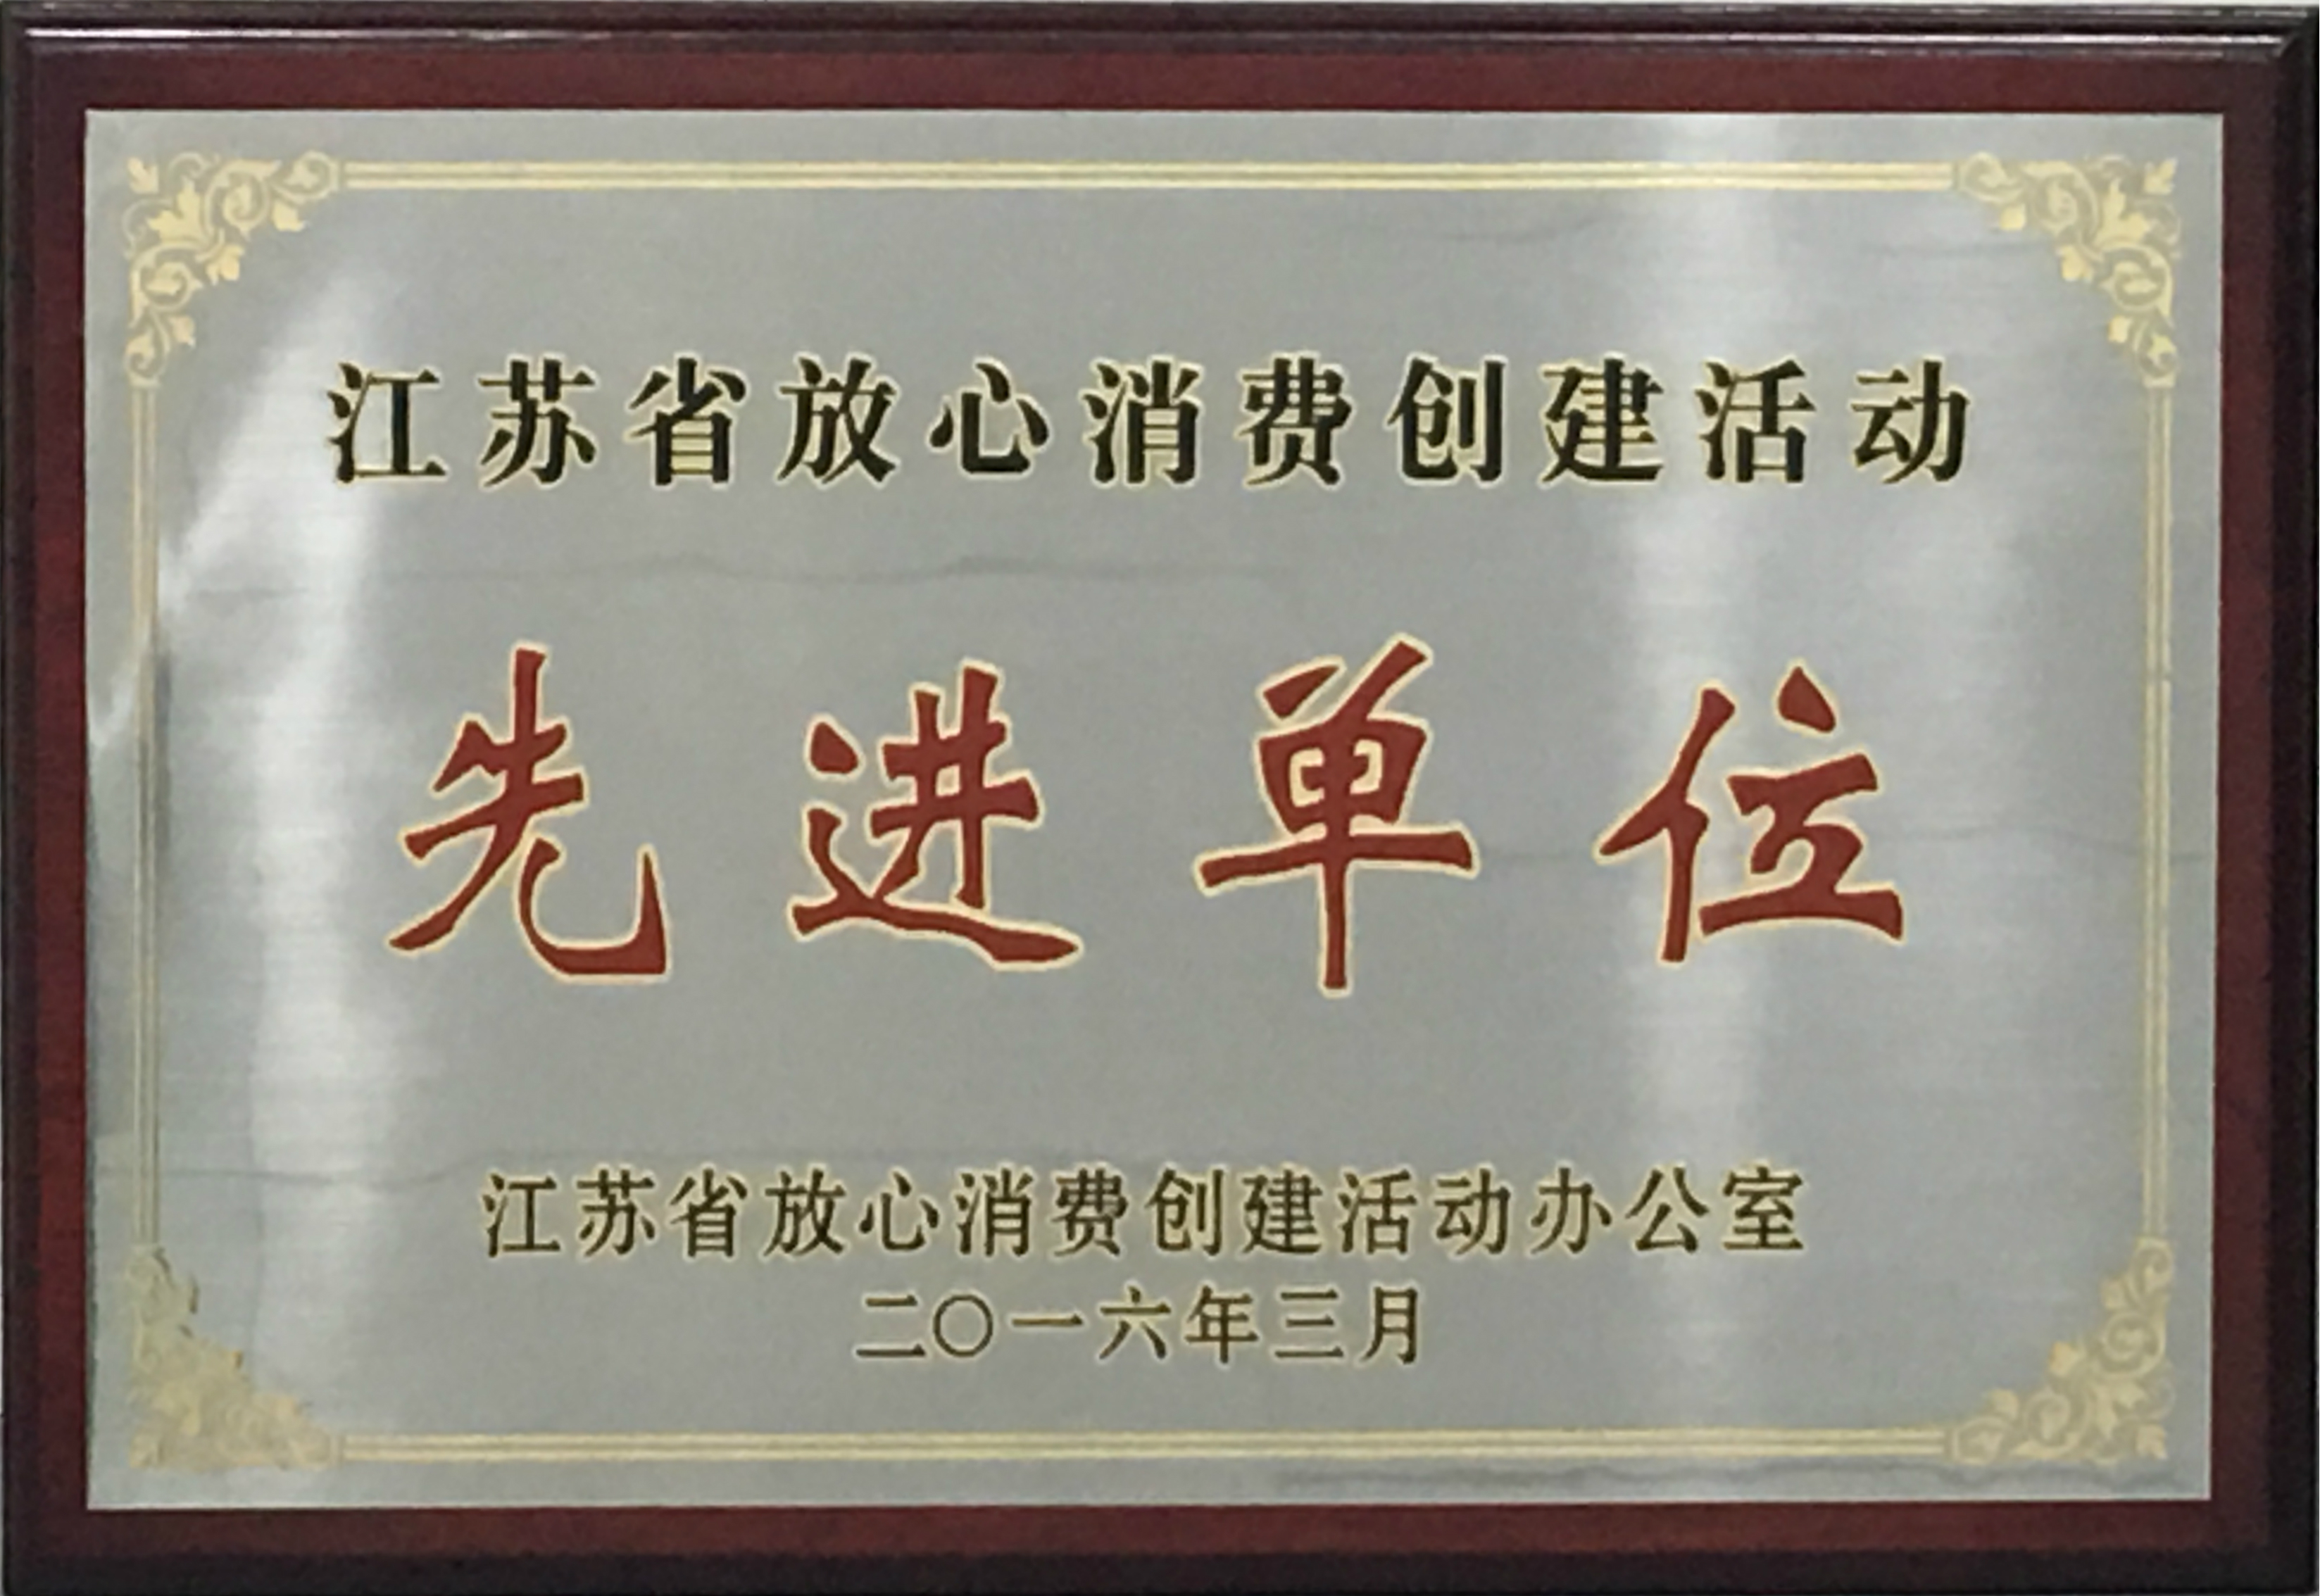 江苏省放心消费创建活动
先进单位
江苏省放心消费创建活动办公室
二〇一六年三月